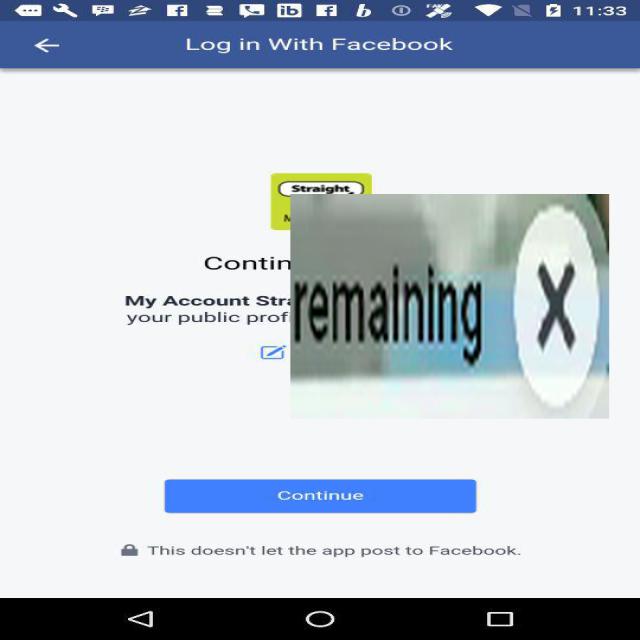 11:33
Log in With Facebook
Straight
Contin
My Account Stra
your public prof
remaining X
Continue
This doesn't let the app post to Facebook.